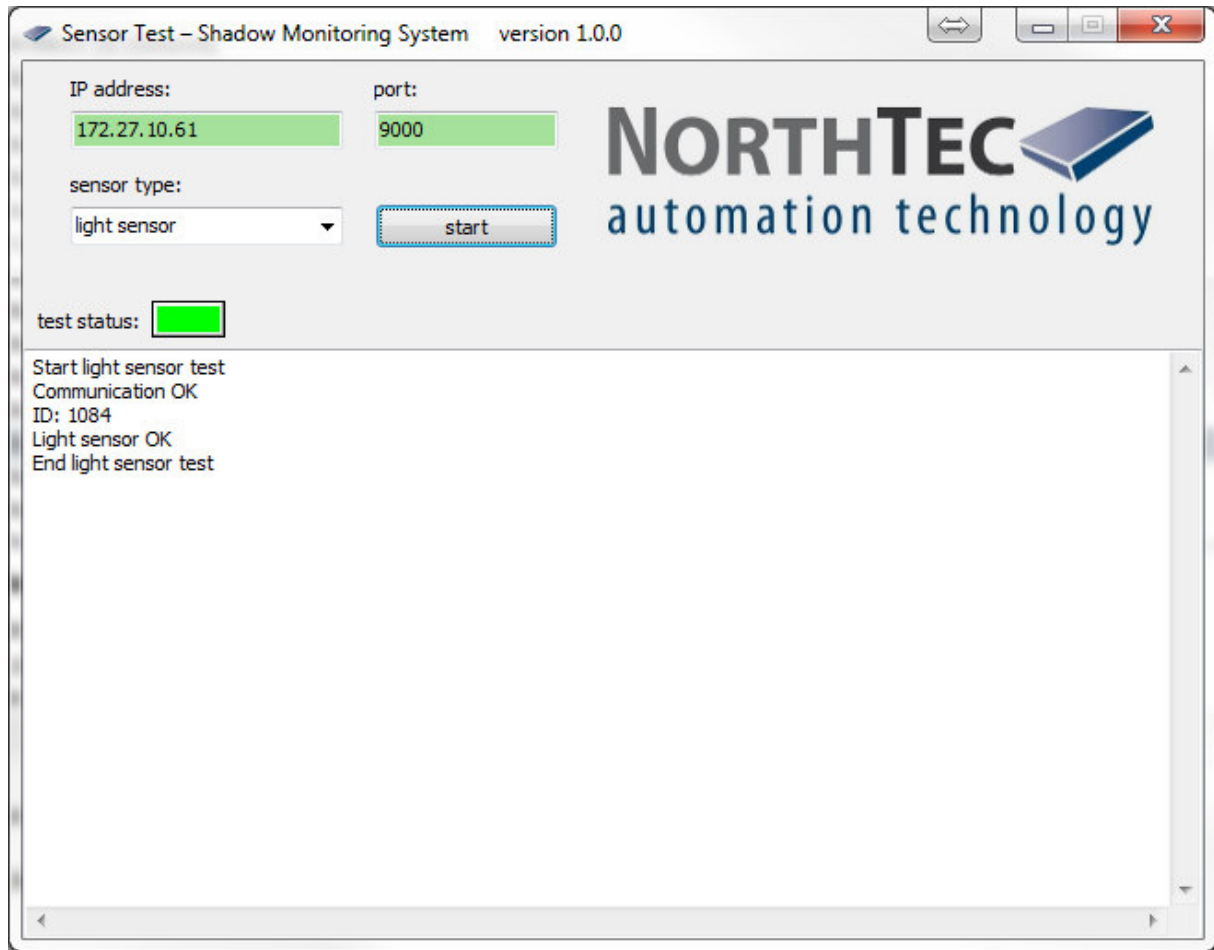 Sensor Test – Shadow Monitoring System version 1.0.0
IP address: port:
172.27.10.61 9000
NORTHTEC
automation technology
sensor type:
light sensor start
test status:
Start light sensor test
Communication OK
ID: 1084
Light sensor OK
End light sensor test